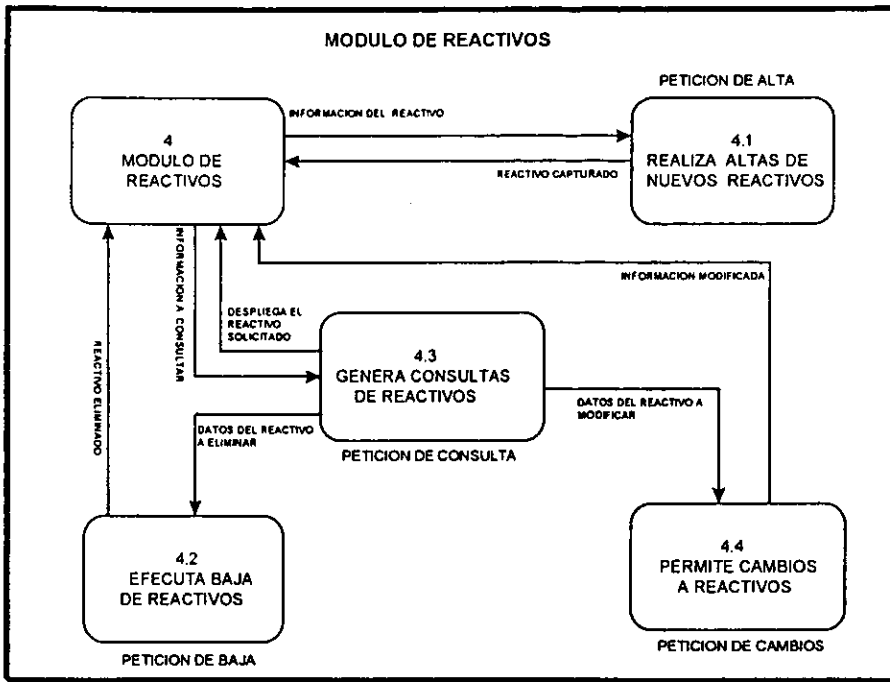 MODULO DE REACTIVOS
PETICION DE ALTA
4
MODULO DE
REACTIVOS
INFORMACION DEL REACTIVO
REACTIVO CAPTURADO
4.1
REALIZA ALTAS DE
NUEVOS REACTIVOS
INFORMACION A CONSULTAR
DESPLIEGA EL
REACTIVO
SOLICITADO
INFORMACION MODIFICADA
REACTIVO ELIMINADO
4.3
GENERA CONSULTAS
DE REACTIVOS
PETICION DE CONSULTA
DATOS DEL REACTIVO
A ELIMINAR
DATOS DEL REACTIVO A
MODIFICAR
4.2
EFECUTA BAJA
DE REACTIVOS
PETICION DE BAJA
4.4
PERMITE CAMBIOS
A REACTIVOS
PETICION DE CAMBIOS